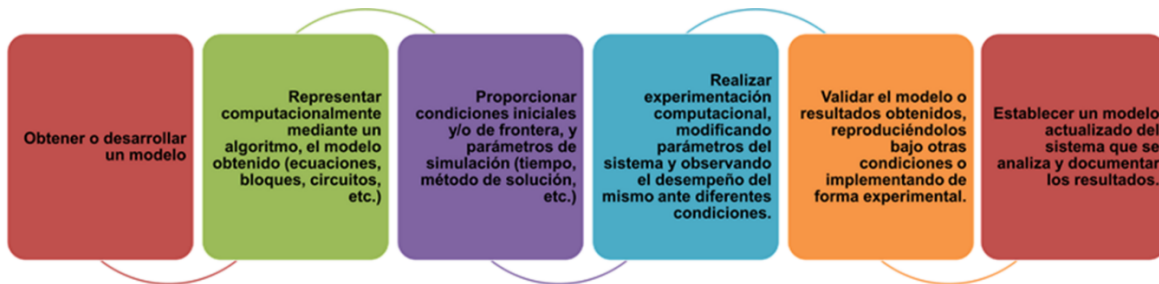 Obtener o desarrollar
un modelo
Representar
computacionalmente
mediante un
algoritmo, el modelo
obtenido (ecuaciones,
bloques, circuitos,
etc.)
Proporcionar
condiciones iniciales
y/o de frontera, y
parámetros de
simulación (tiempo,
método de solución,
etc.)
Realizar
experimentación
computacional,
modificando
parámetros del
sistema y observando
el desempeño del
mismo ante diferentes
condiciones.
Validar el modelo o
resultados obtenidos,
reproduciéndolos
bajo otras
condiciones o
implementando de
forma experimental.
Establecer un modelo
actualizado del
sistema que se
analiza y documentar
los resultados.